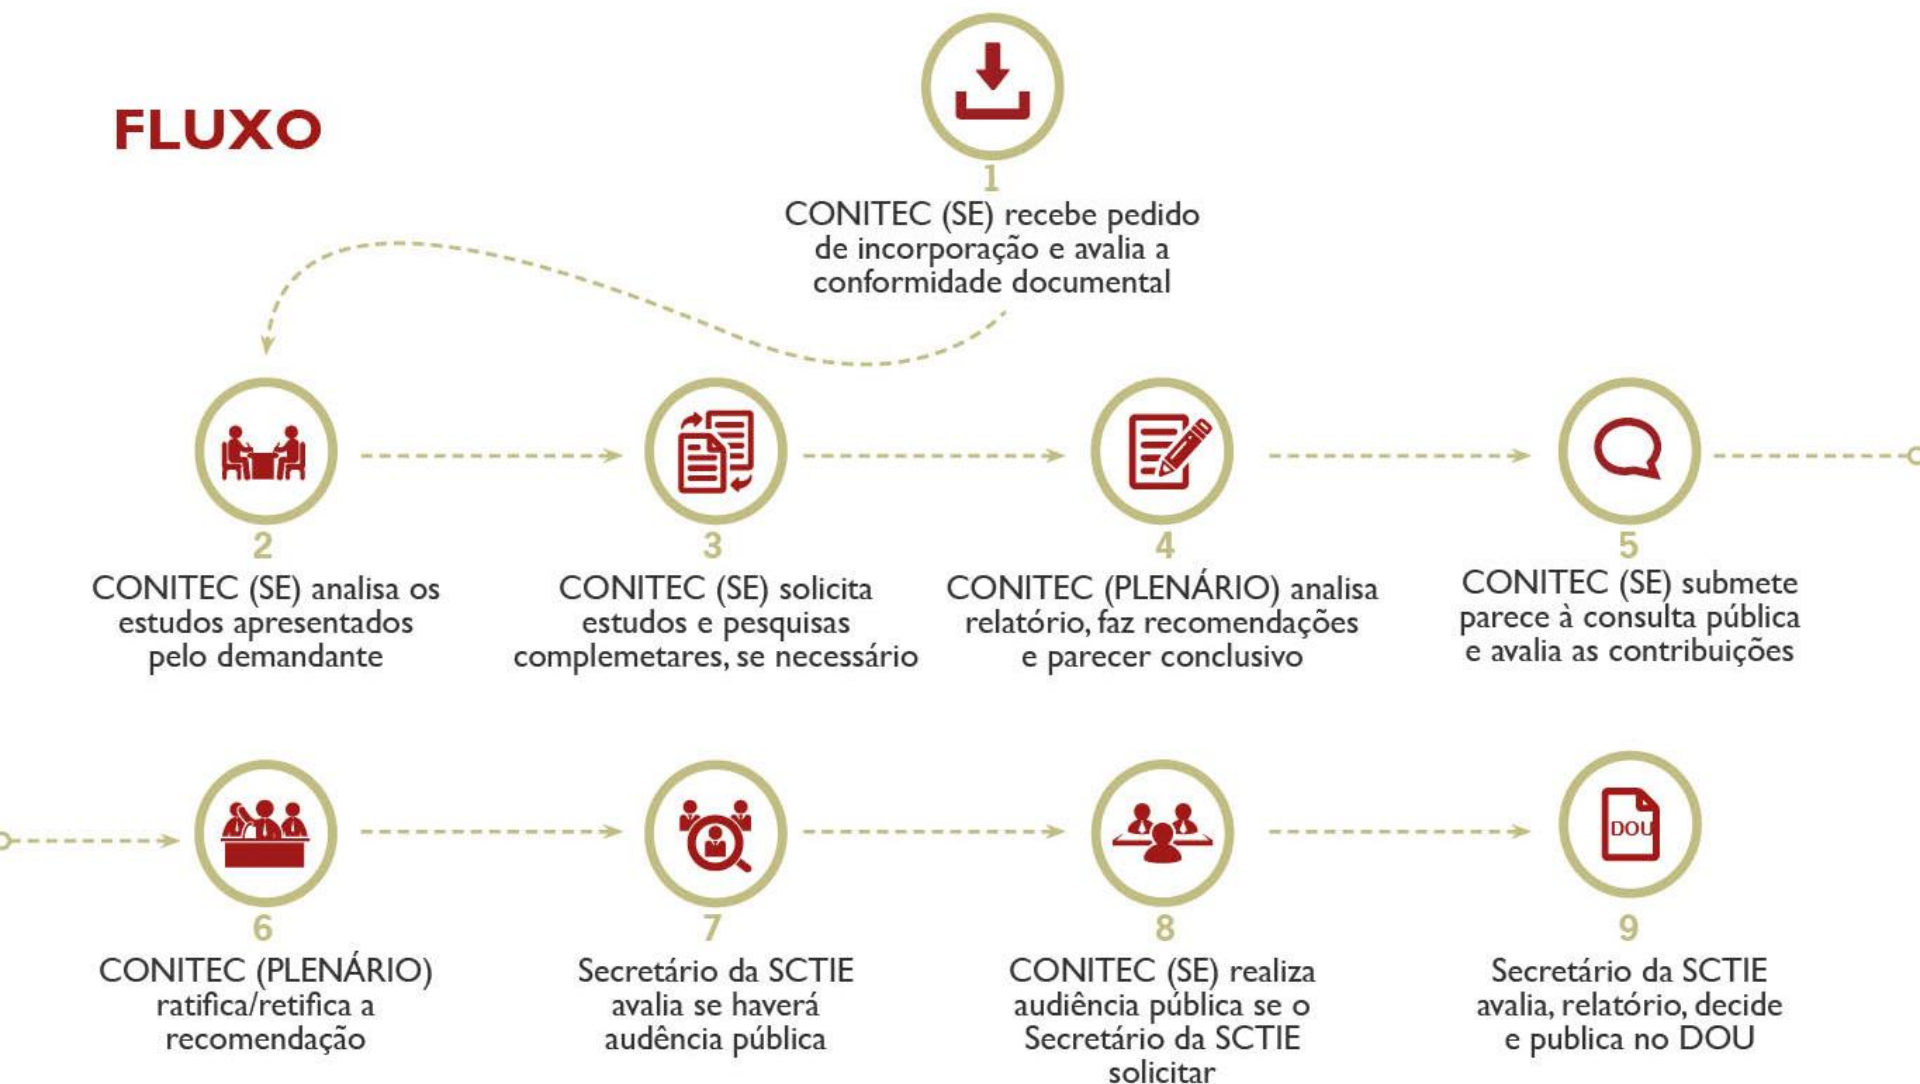 FLUXO
1
CONITEC (SE) recebe pedido
de incorporação e avalia a
conformidade documental
2
CONITEC (SE) analisa os
estudos apresentados
pelo demandante
3
CONITEC (SE) solicita
estudos e pesquisas
complemetares, se necessário
4
CONITEC (PLENÁRIO) analisa
relatório, faz recomendações
e parecer conclusivo
5
CONITEC (SE) submete
parece à consulta pública
e avalia as contribuições
6
CONITEC (PLENÁRIO)
ratifica/retifica a
recomendação
7
Secretário da SCTIE
avalia se haverá
audência pública
8
CONITEC (SE) realiza
audiência pública se o
Secretário da SCTIE
solicitar
DOU
9
Secretário da SCTIE
avalia, relatório, decide
e publica no DOU